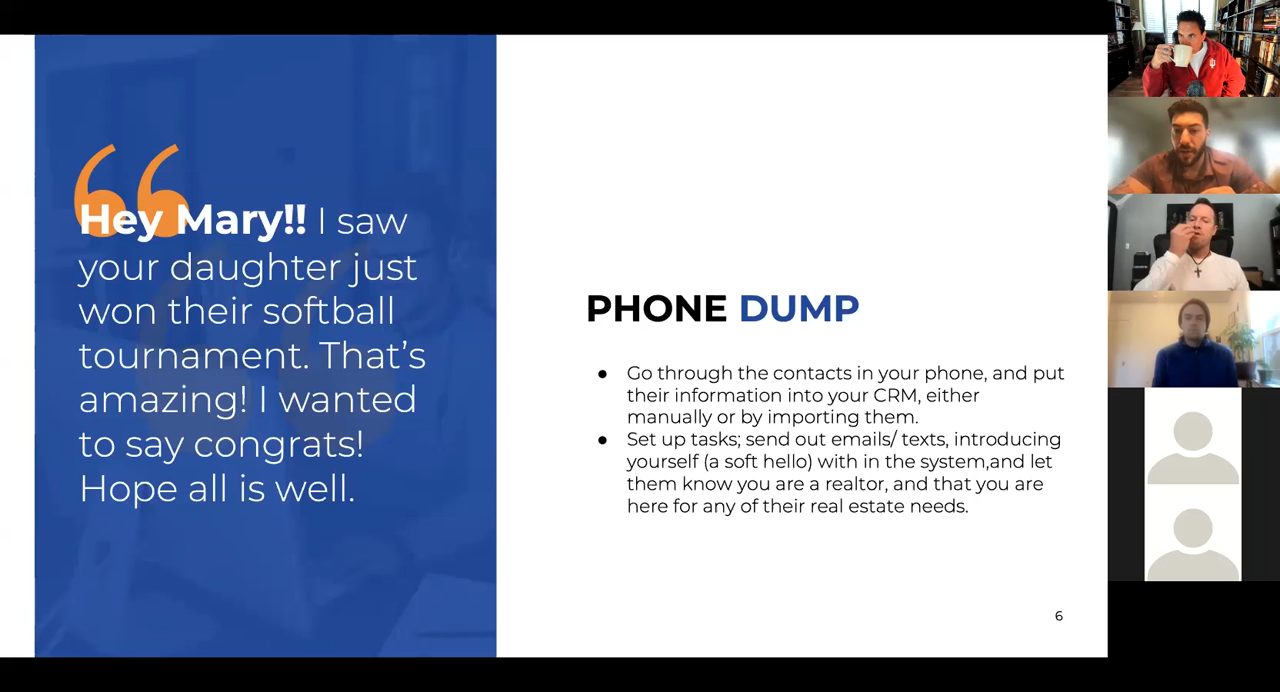 Hey Mary!! I saw
your daughter just
won their softball
tournament. That’s
amazing! I wanted
to say congrats!
Hope all is well.
PHONE DUMP
● Go through the contacts in your phone, and put
their information into your CRM, either
manually or by importing them.
● Set up tasks; send out emails/ texts, introducing
yourself (a soft hello) with in the system,and let
them know you are a realtor, and that you are
here for any of their real estate needs.
6